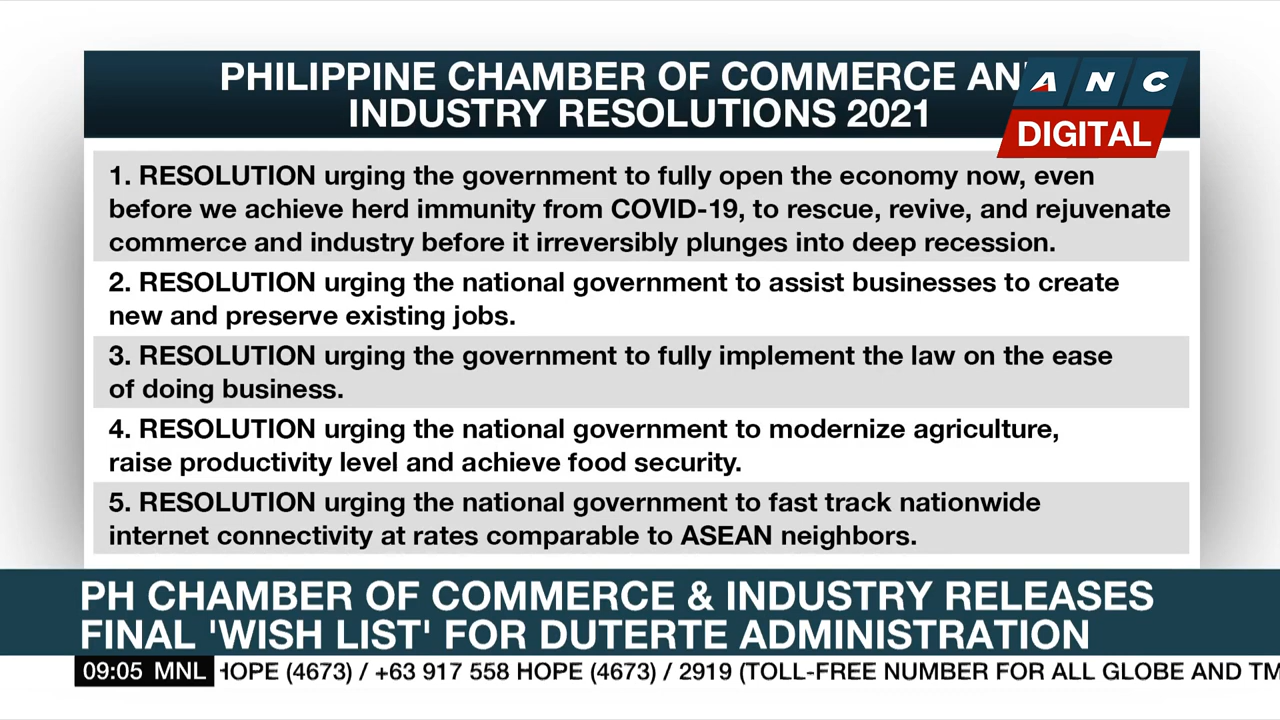 PHILIPPINE CHAMBER OF COMMERCE AN
INDUSTRY RESOLUTIONS 2021
ANC
DIGITAL
1. RESOLUTION urging the government to fully open the economy now, even
before we achieve herd immunity from COVID-19, to rescue, revive, and rejuvenate
commerce and industry before it irreversibly plunges into deep recession.
2. RESOLUTION urging the national government to assist businesses to create
new and preserve existing jobs.
3. RESOLUTION urging the government to fully implement the law on the ease
of doing business.
4. RESOLUTION urging the national government to modernize agriculture,
raise productivity level and achieve food security.
5. RESOLUTION urging the national government to fast track nationwide
internet connectivity at rates comparable to ASEAN neighbors.
PH CHAMBER OF COMMERCE & INDUSTRY RELEASES
FINAL 'WISH LIST' FOR DUTERTE ADMINISTRATION
09:05 MNL HOPE (4673) / +63 917 558 HOPE (4673) / 2919 (TOLL-FREE NUMBER FOR ALL GLOBE AND TM